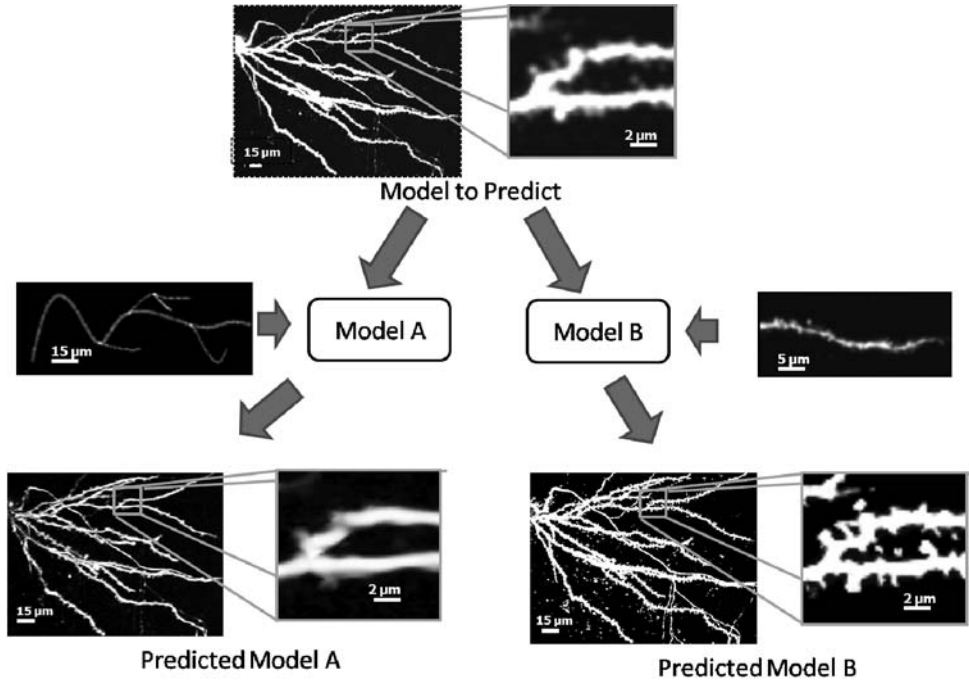 15 µm
2 µm
Model to Predict
15 µm
Model A
Model B
5 µm
15 µm
2 µm
15 µm
2 µm
Predicted Model A
Predicted Model B